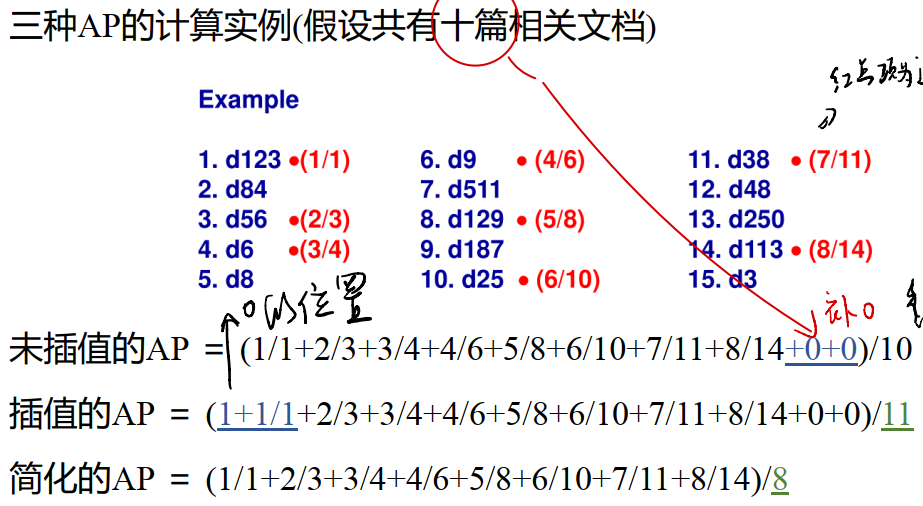 三种AP的计算实例(假设共有十篇相关文档)
红点项为
Example
1. d123 •(1/1)
2. d84
3. d56 •(2/3)
4. d6 •(3/4)
5. d8
6. d9 • (4/6)
7. d511
8. d129 • (5/8)
9. d187
10. d25 • (6/10)
11. d38 • (7/11)
12. d48
13. d250
14. d113 • (8/14)
15. d3
0的位置
补0
未插值的AP = (1/1+2/3+3/4+4/6+5/8+6/10+7/11+8/14+0+0)/10
插值的AP = (1+1/1+2/3+3/4+4/6+5/8+6/10+7/11+8/14+0+0)/11
简化的AP = (1/1+2/3+3/4+4/6+5/8+6/10+7/11+8/14)/8